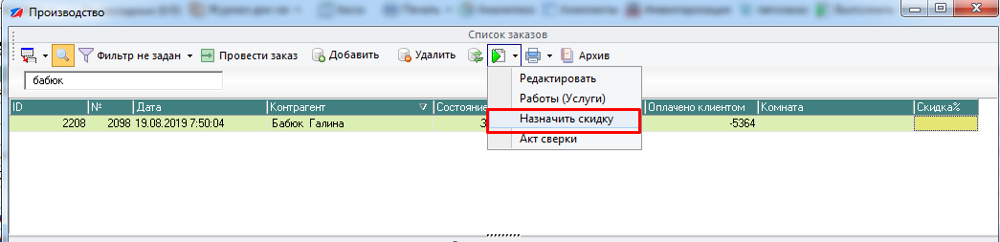 Производство
Список заказов
Фильтр не задан
Провести заказ
Добавить
Удалить
Архив
бабюк
Редактировать
Работы (Услуги)
Назначить скидку
Акт сверки
ID № Дата Контрагент Состояние Оплачено клиентом Комната Скидка%
2208 2098 19.08.2019 7:50:04 Бабюк Галина 3 -5364